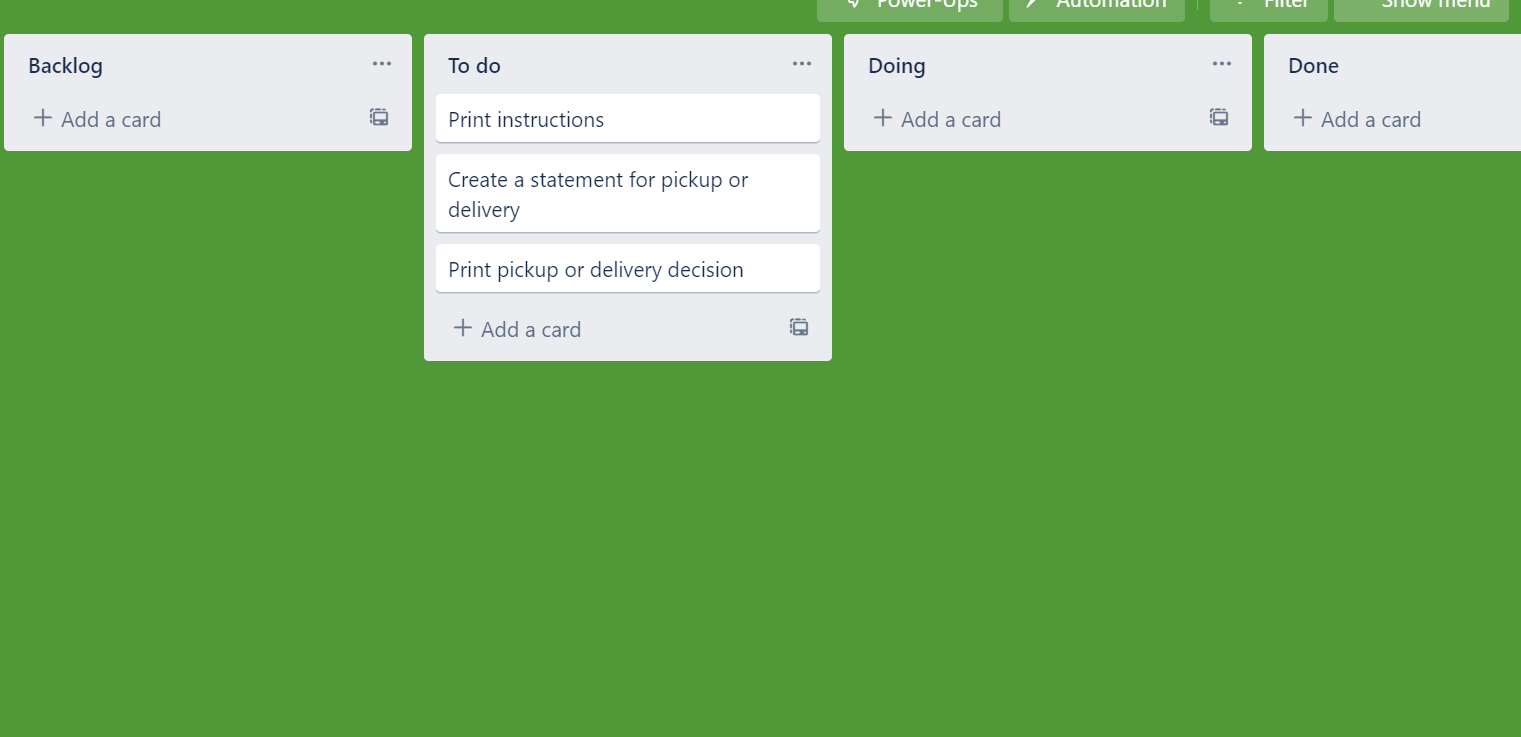 Power-Ups
Automation
Filter
Show menu
Backlog
Add a card
To do
Print instructions
Create a statement for pickup or
delivery
Print pickup or delivery decision
Add a card
Doing
Add a card
Done
Add a card